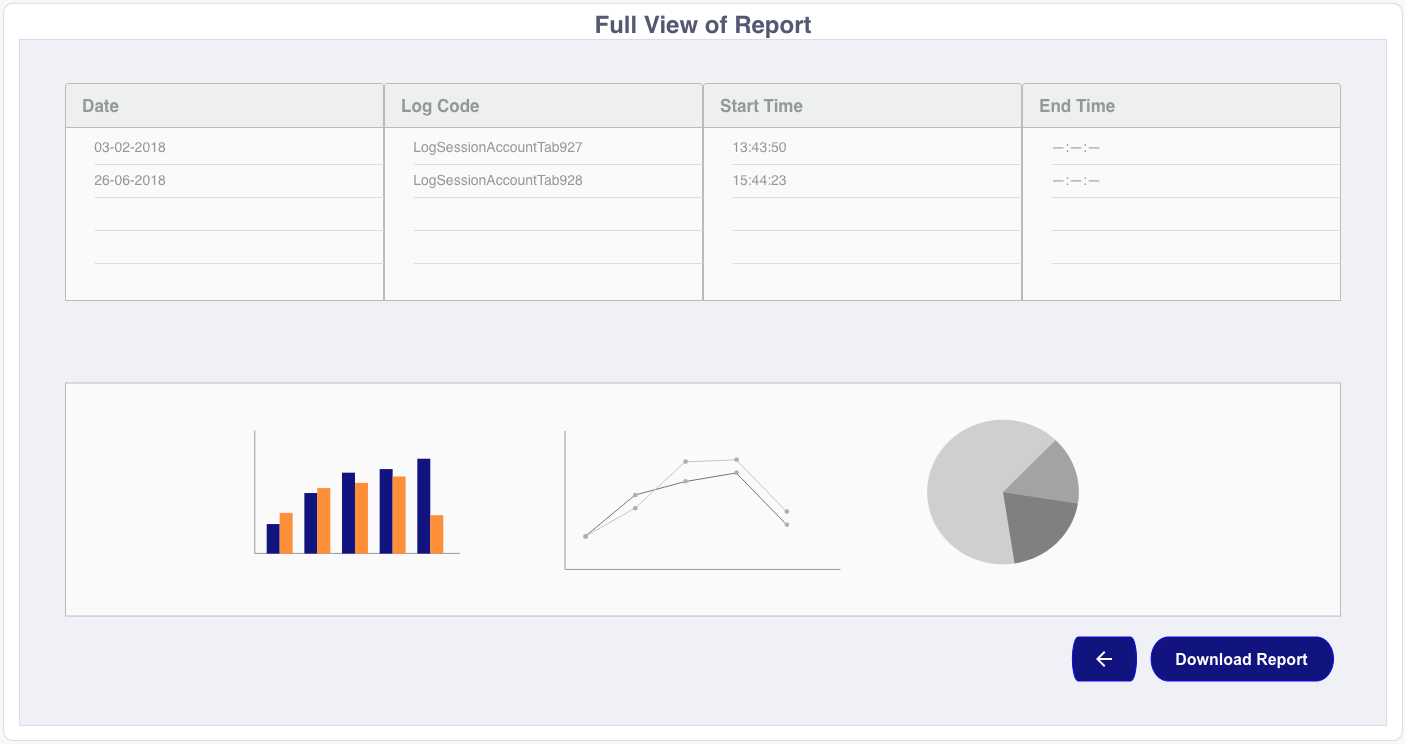 Full View of Report
Date Log Code Start Time End Time
03-02-2018 LogSessionAccountTab927 13:43:50 —:—:—
26-06-2018 LogSessionAccountTab928 15:44:23 —:—:—
Download Report